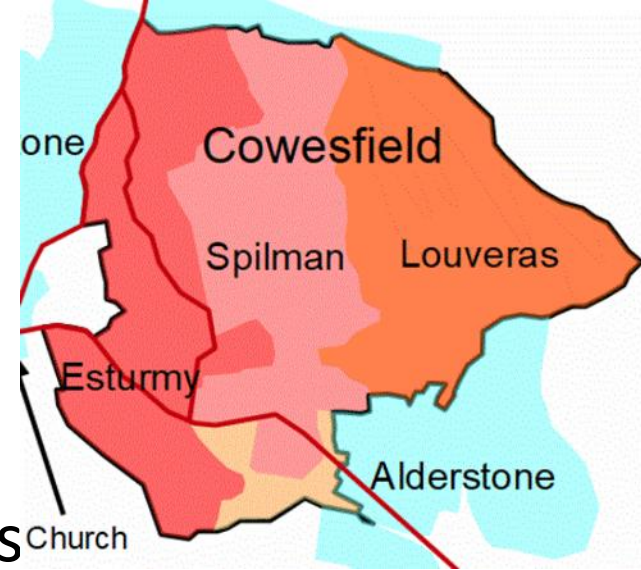 one
Cowesfield
Spilman
Louveras
Esturmy
Alderstone
s
Church